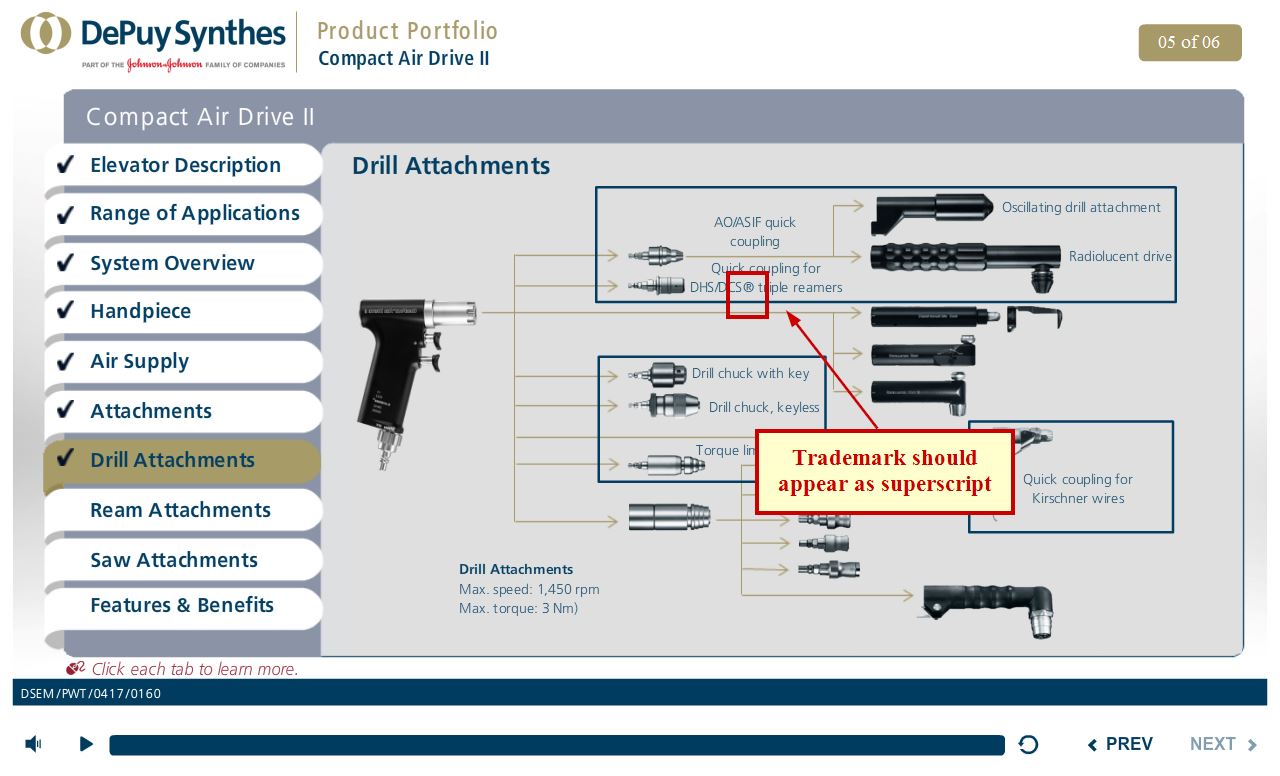 DePuy Synthes
PART OF THE Johnson & Johnson FAMILY OF COMPANIES
Product Portfolio
Compact Air Drive II
05 of 06
Compact Air Drive II
Elevator Description
Range of Applications
System Overview
Handpiece
Air Supply
Attachments
Drill Attachments
Ream Attachments
Saw Attachments
Features & Benefits
Drill Attachments
AO/ASIF quick
coupling
Quick coupling for
DHS/DCS® triple reamers
Oscillating drill attachment
Radiolucent drive
Drill chuck with key
Drill chuck, keyless
Torque
Trademark should
appear as superscript
Quick coupling for
Kirschner wires
Drill Attachments
Max. speed: 1,450 rpm
Max. torque: 3 Nm)
Click each tab to learn more.
DSEM/PWT/0417/0160
PREV
NEXT